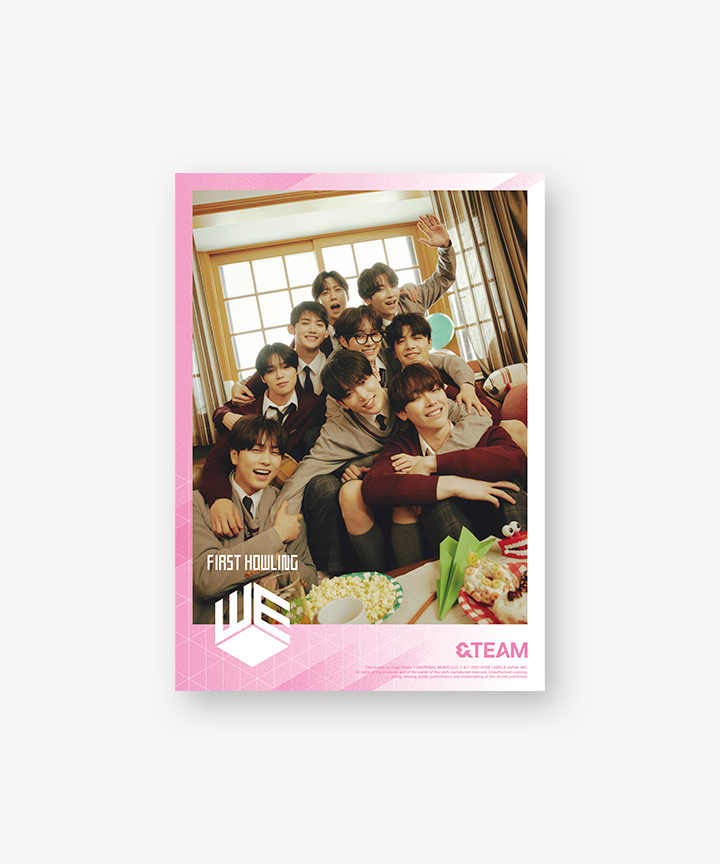 FIRST HOWLING
WE
&TEAM
Distributed by Virgin Music / UNIVERSAL MUSIC LLC, ℗ & © 2023 HYBE LABELS JAPAN INC.
All rights of the producer and of the owner of the work reproduced reserved. Unauthorized copying,
hiring, lending, public performance and broadcasting of this record prohibited.